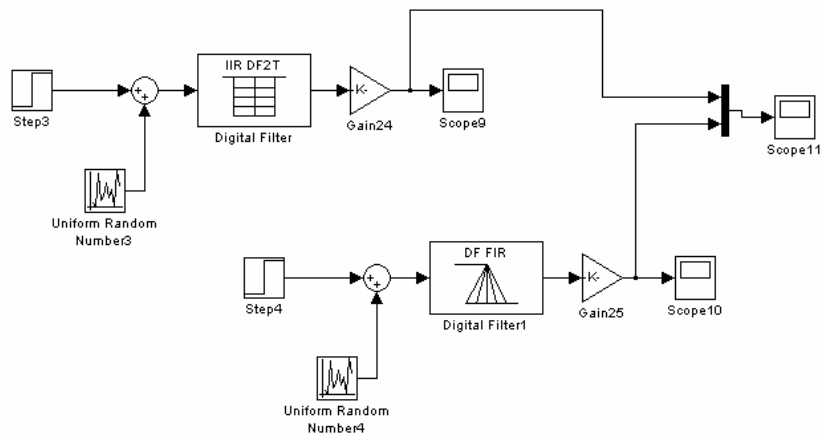 IIR DF2T
K-
Step3
Digital Filter
Gain24
Scope9
Scope11
Uniform Random
Number3
DF FIR
K-
Step4
Digital Filter1
Gain25
Scope10
Uniform Random
Number4